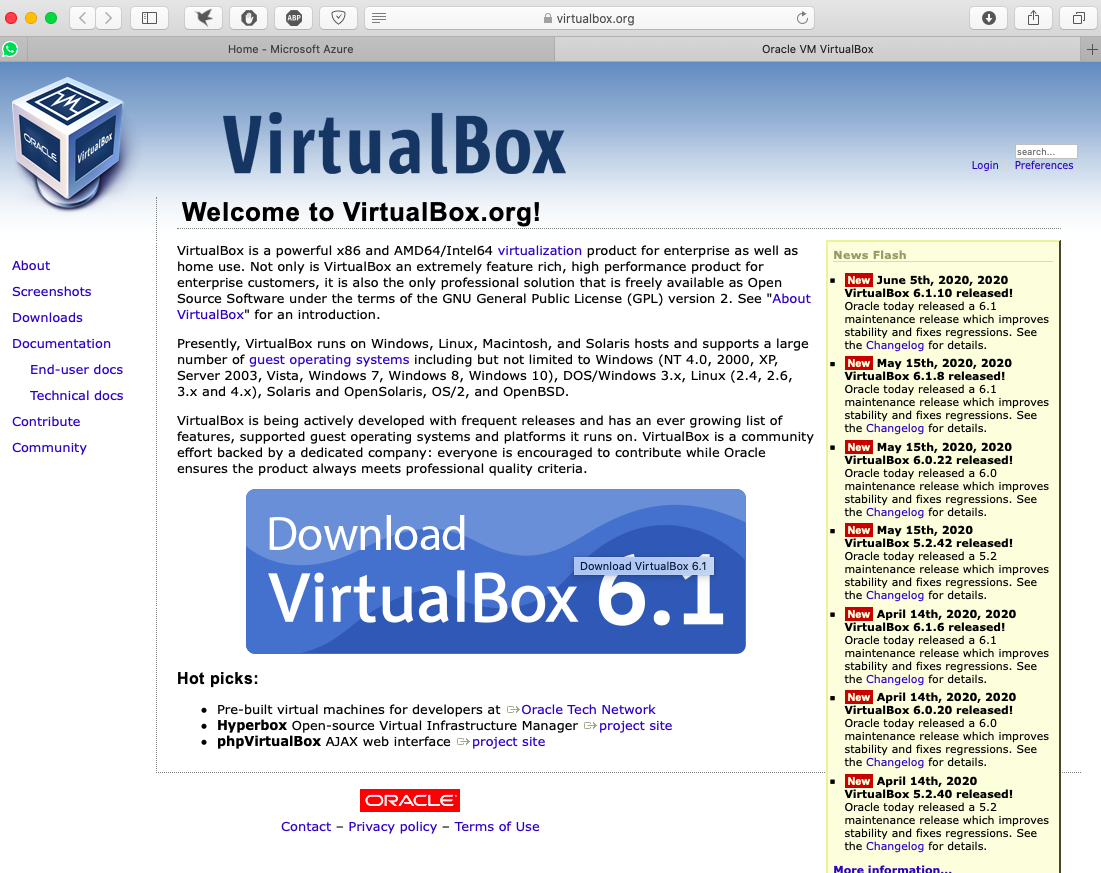 ABP
virtualbox.org
Home - Microsoft Azure
Oracle VM VirtualBox
ORACLE
VirtualBox
VirtualBox
search...
Login
Preferences
Welcome to VirtualBox.org!
About
Screenshots
Downloads
Documentation
End-user docs
Technical docs
Contribute
Community
VirtualBox is a powerful x86 and AMD64/Intel64 virtualization product for enterprise as well as
home use. Not only is VirtualBox an extremely feature rich, high performance product for
enterprise customers, it is also the only professional solution that is freely available as Open
Source Software under the terms of the GNU General Public License (GPL) version 2. See "About
VirtualBox" for an introduction.
Presently, VirtualBox runs on Windows, Linux, Macintosh, and Solaris hosts and supports a large
number of guest operating systems including but not limited to Windows (NT 4.0, 2000, XP,
Server 2003, Vista, Windows 7, Windows 8, Windows 10), DOS/Windows 3.x, Linux (2.4, 2.6,
3.x and 4.x), Solaris and OpenSolaris, OS/2, and OpenBSD.
VirtualBox is being actively developed with frequent releases and has an ever growing list of
features, supported guest operating systems and platforms it runs on. VirtualBox is a community
effort backed by a dedicated company: everyone is encouraged to contribute while Oracle
ensures the product always meets professional quality criteria.
Download
VirtualBox 6.1
Download VirtualBox 6.1
Hot picks:
Pre-built virtual machines for developers at Oracle Tech Network
Hyperbox Open-source Virtual Infrastructure Manager project site
phpVirtualBox AJAX web interface project site
News Flash
New June 5th, 2020, 2020
VirtualBox 6.1.10 released!
Oracle today released a 6.1
maintenance release which improves
stability and fixes regressions. See
the Changelog for details.
New May 15th, 2020, 2020
VirtualBox 6.1.8 released!
Oracle today released a 6.1
maintenance release which improves
stability and fixes regressions. See
the Changelog for details.
New May 15th, 2020, 2020
VirtualBox 6.0.22 released!
Oracle today released a 6.0
maintenance release which improves
stability and fixes regressions. See
the Changelog for details.
New May 15th, 2020
VirtualBox 5.2.42 released!
Oracle today released a 5.2
maintenance release which improves
stability and fixes regressions. See
the Changelog for details.
New April 14th, 2020, 2020
VirtualBox 6.1.6 released!
Oracle today released a 6.1
maintenance release which improves
stability and fixes regressions. See
the Changelog for details.
New April 14th, 2020, 2020
VirtualBox 6.0.20 released!
Oracle today released a 6.0
maintenance release which improves
stability and fixes regressions. See
the Changelog for details.
New April 14th, 2020
VirtualBox 5.2.40 released!
Oracle today released a 5.2
maintenance release which improves
stability and fixes regressions. See
the Changelog for details.
More information...
ORACLE
Contact – Privacy policy – Terms of Use